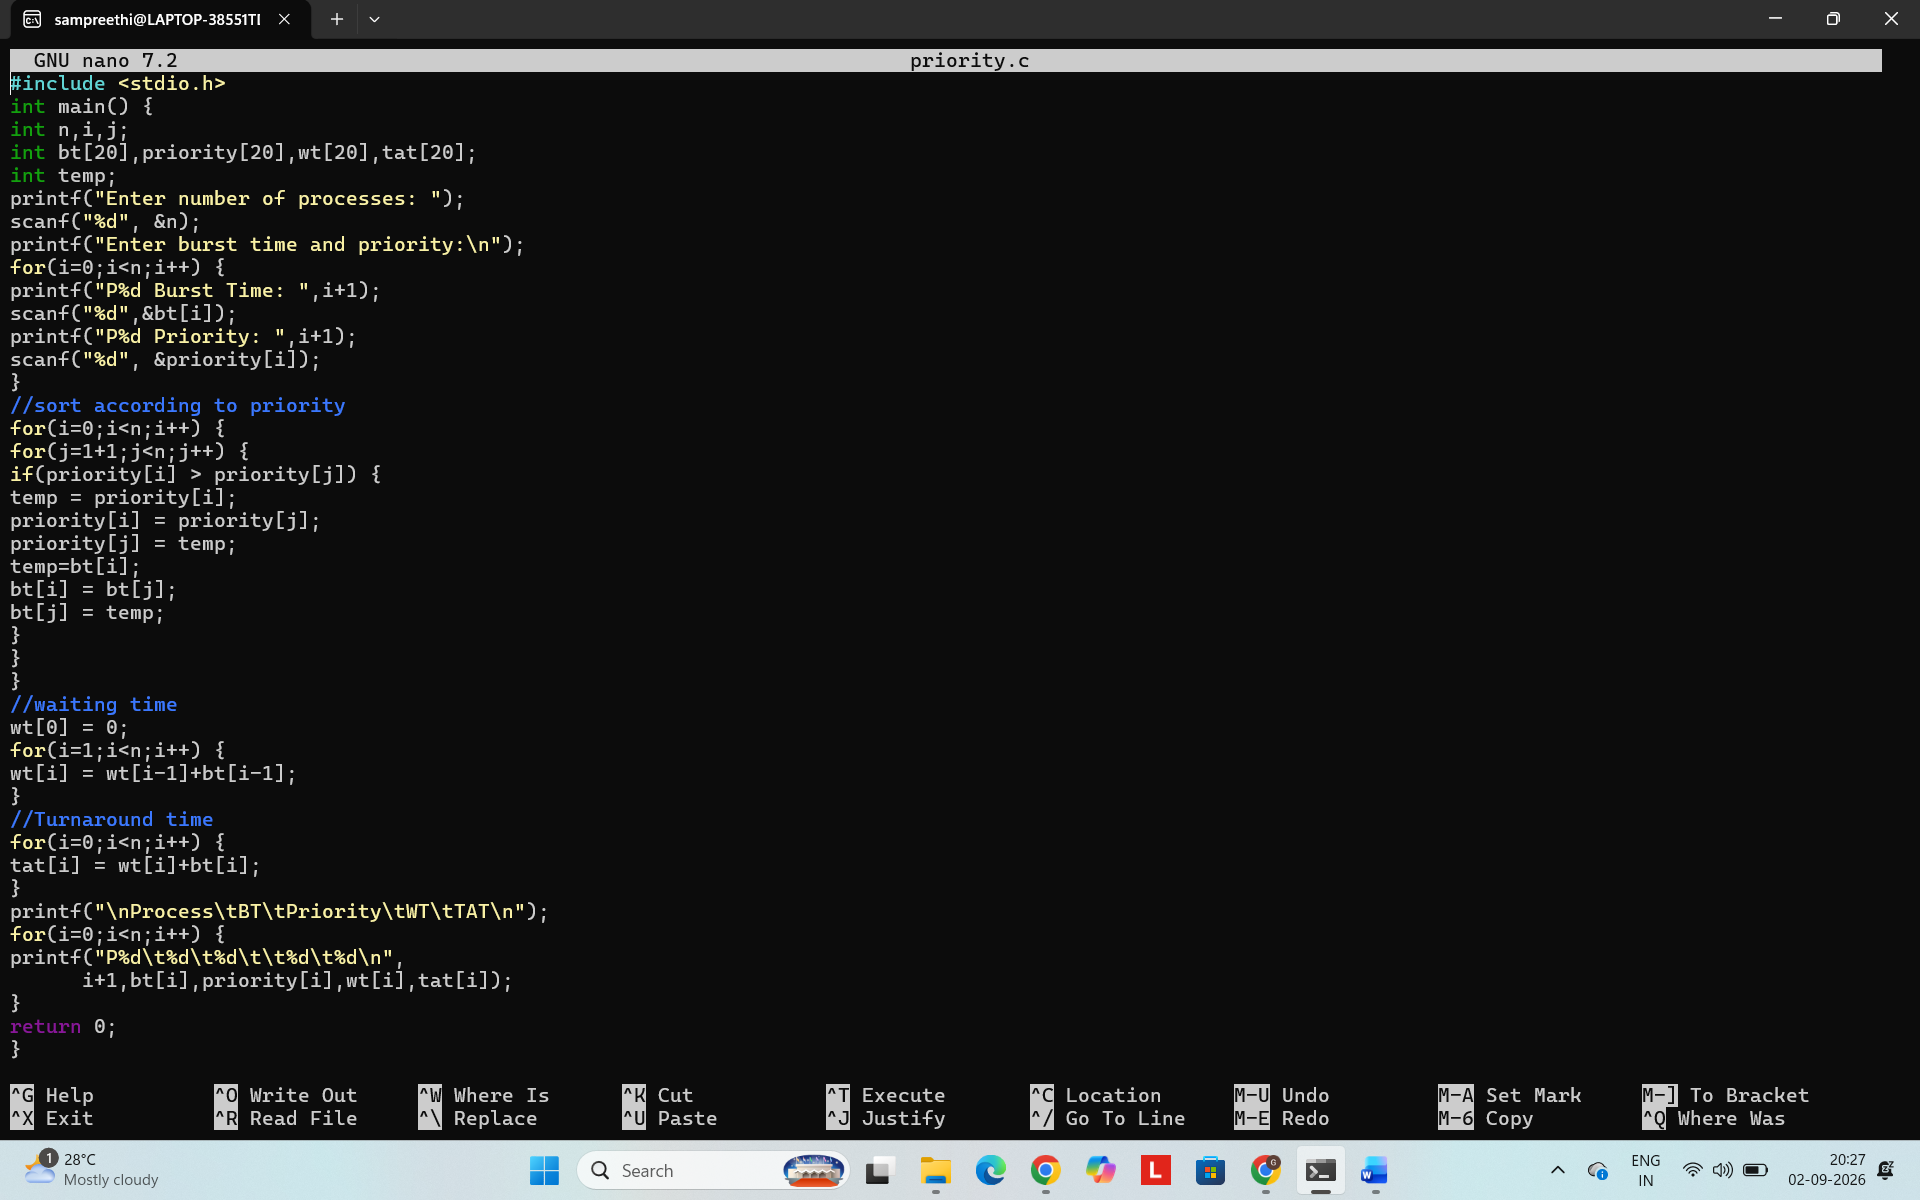 sampreethi@LAPTOP-38551TI
GNU nano 7.2 priority.c
#include <stdio.h>
int main() {
int n,i,j;
int bt[20],priority[20],wt[20],tat[20];
int temp;
printf("Enter number of processes: ");
scanf("%d", &n);
printf("Enter burst time and priority:\n");
for(i=0;i<n;i++) {
printf("P%d Burst Time: ",i+1);
scanf("%d",&bt[i]);
printf("P%d Priority: ",i+1);
scanf("%d", &priority[i]);
}
//sort according to priority
for(i=0;i<n;i++) {
for(j=1+1;j<n;j++) {
if(priority[i] > priority[j]) {
temp = priority[i];
priority[i] = priority[j];
priority[j] = temp;
temp=bt[i];
bt[i] = bt[j];
bt[j] = temp;
}
}
}
//waiting time
wt[0] = 0;
for(i=1;i<n;i++) {
wt[i] = wt[i-1]+bt[i-1];
}
//Turnaround time
for(i=0;i<n;i++) {
tat[i] = wt[i]+bt[i];
}
printf("\nProcess\tBT\tPriority\tWT\tTAT\n");
for(i=0;i<n;i++) {
printf("P%d\t%d\t%d\t\t%d\t%d\n",
i+1,bt[i],priority[i],wt[i],tat[i]);
}
return 0;
}
^G Help ^O Write Out ^W Where Is ^K Cut ^T Execute ^C Location M-U Undo M-A Set Mark M-] To Bracket
^X Exit ^R Read File ^\ Replace ^U Paste ^J Justify ^/ Go To Line M-E Redo M-6 Copy ^Q Where Was
1 28°C
Mostly cloudy
Search
L
G
W
ENG
IN
20:27
02-09-2026